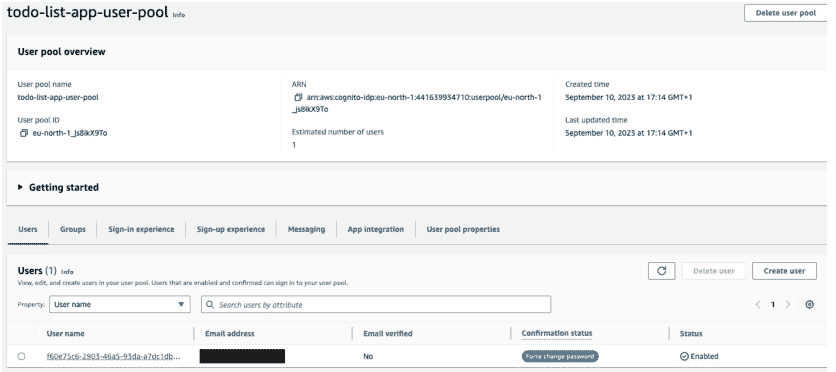 todo-list-app-user-pool Info
Delete user pool
User pool overview
User pool name
todo-list-app-user-pool
User pool ID
eu-north-1_js8ikX9To
ARN
arn:aws:cognito-idp:eu-north-1:441639934710:userpool/eu-north-1
_js8ikX9To
Estimated number of users
1
Created time
September 10, 2023 at 17:14 GMT+1
Last updated time
September 10, 2023 at 17:14 GMT+1
Getting started
Users Groups Sign-in experience Sign-up experience Messaging App integration User pool properties
Users (1) Info
View, edit, and create users in your user pool. Users that are enabled and confirmed can sign in to your user pool.
Delete user Create user
Property: User name Search users by attribute 1
User name Email address Email verified Confirmation status Status
f60e75c6-2903-46a5-93da-a7dc1db... No Force change password Enabled